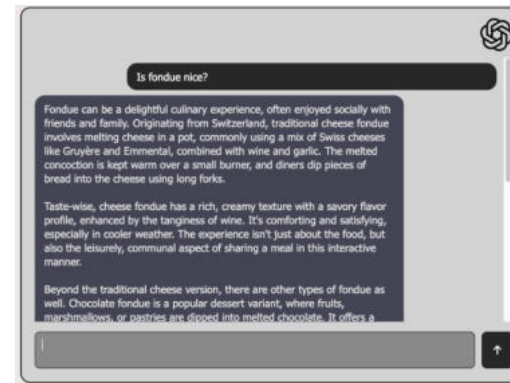 Is fondue nice?
Fondue can be a delightful culinary experience, often enjoyed socially with
friends and family. Originating from Switzerland, traditional cheese fondue
involves melting cheese in a pot, commonly using a mix of Swiss cheeses
like Gruyère and Emmental, combined with wine and garlic. The melted
concoction is kept warm over a small burner, and diners dip pieces of
bread into the cheese using long forks.
Taste-wise, cheese fondue has a rich, creamy texture with a savory flavor
profile, enhanced by the tanginess of wine. It's comforting and satisfying,
especially in cooler weather. The experience isn't just about the food, but
also the leisurely, communal aspect of sharing a meal in this interactive
manner.
Beyond the traditional cheese version, there are other types of fondue as
well. Chocolate fondue is a popular dessert variant, where fruits,
marshmallows, or pastries are dipped into melted chocolate. It offers a